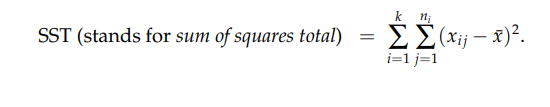 SST (stands for sum of squares total) = ∑_{i=1}^{k} ∑_{j=1}^{n_i} (x_{ij} − x̄)².